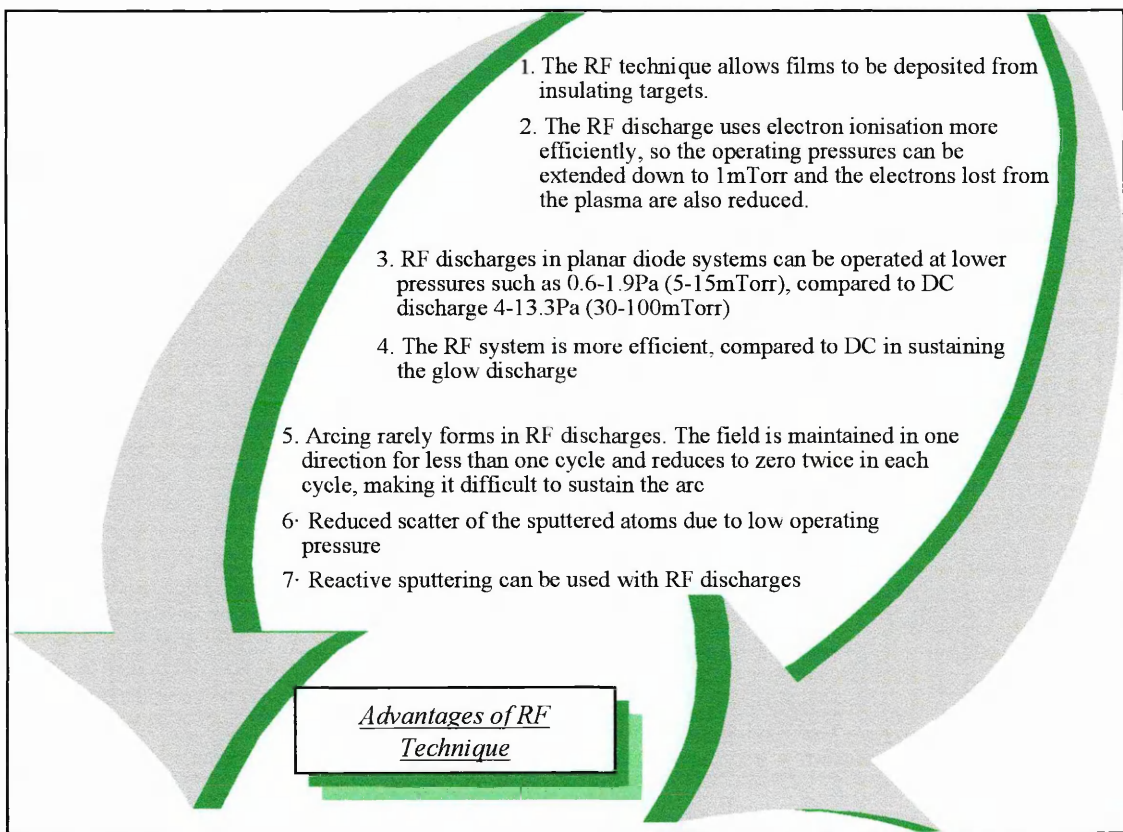 1. The RF technique allows films to be deposited from
insulating targets.
2. The RF discharge uses electron ionisation more
efficiently, so the operating pressures can be
extended down to 1mTorr and the electrons lost from
the plasma are also reduced.
3. RF discharges in planar diode systems can be operated at lower
pressures such as 0.6-1.9Pa (5-15mTorr), compared to DC
discharge 4-13.3Pa (30-100mTorr)
4. The RF system is more efficient, compared to DC in sustaining
the glow discharge
5. Arcing rarely forms in RF discharges. The field is maintained in one
direction for less than one cycle and reduces to zero twice in each
cycle, making it difficult to sustain the arc
6· Reduced scatter of the sputtered atoms due to low operating
pressure
7· Reactive sputtering can be used with RF discharges
Advantages of RF
Technique